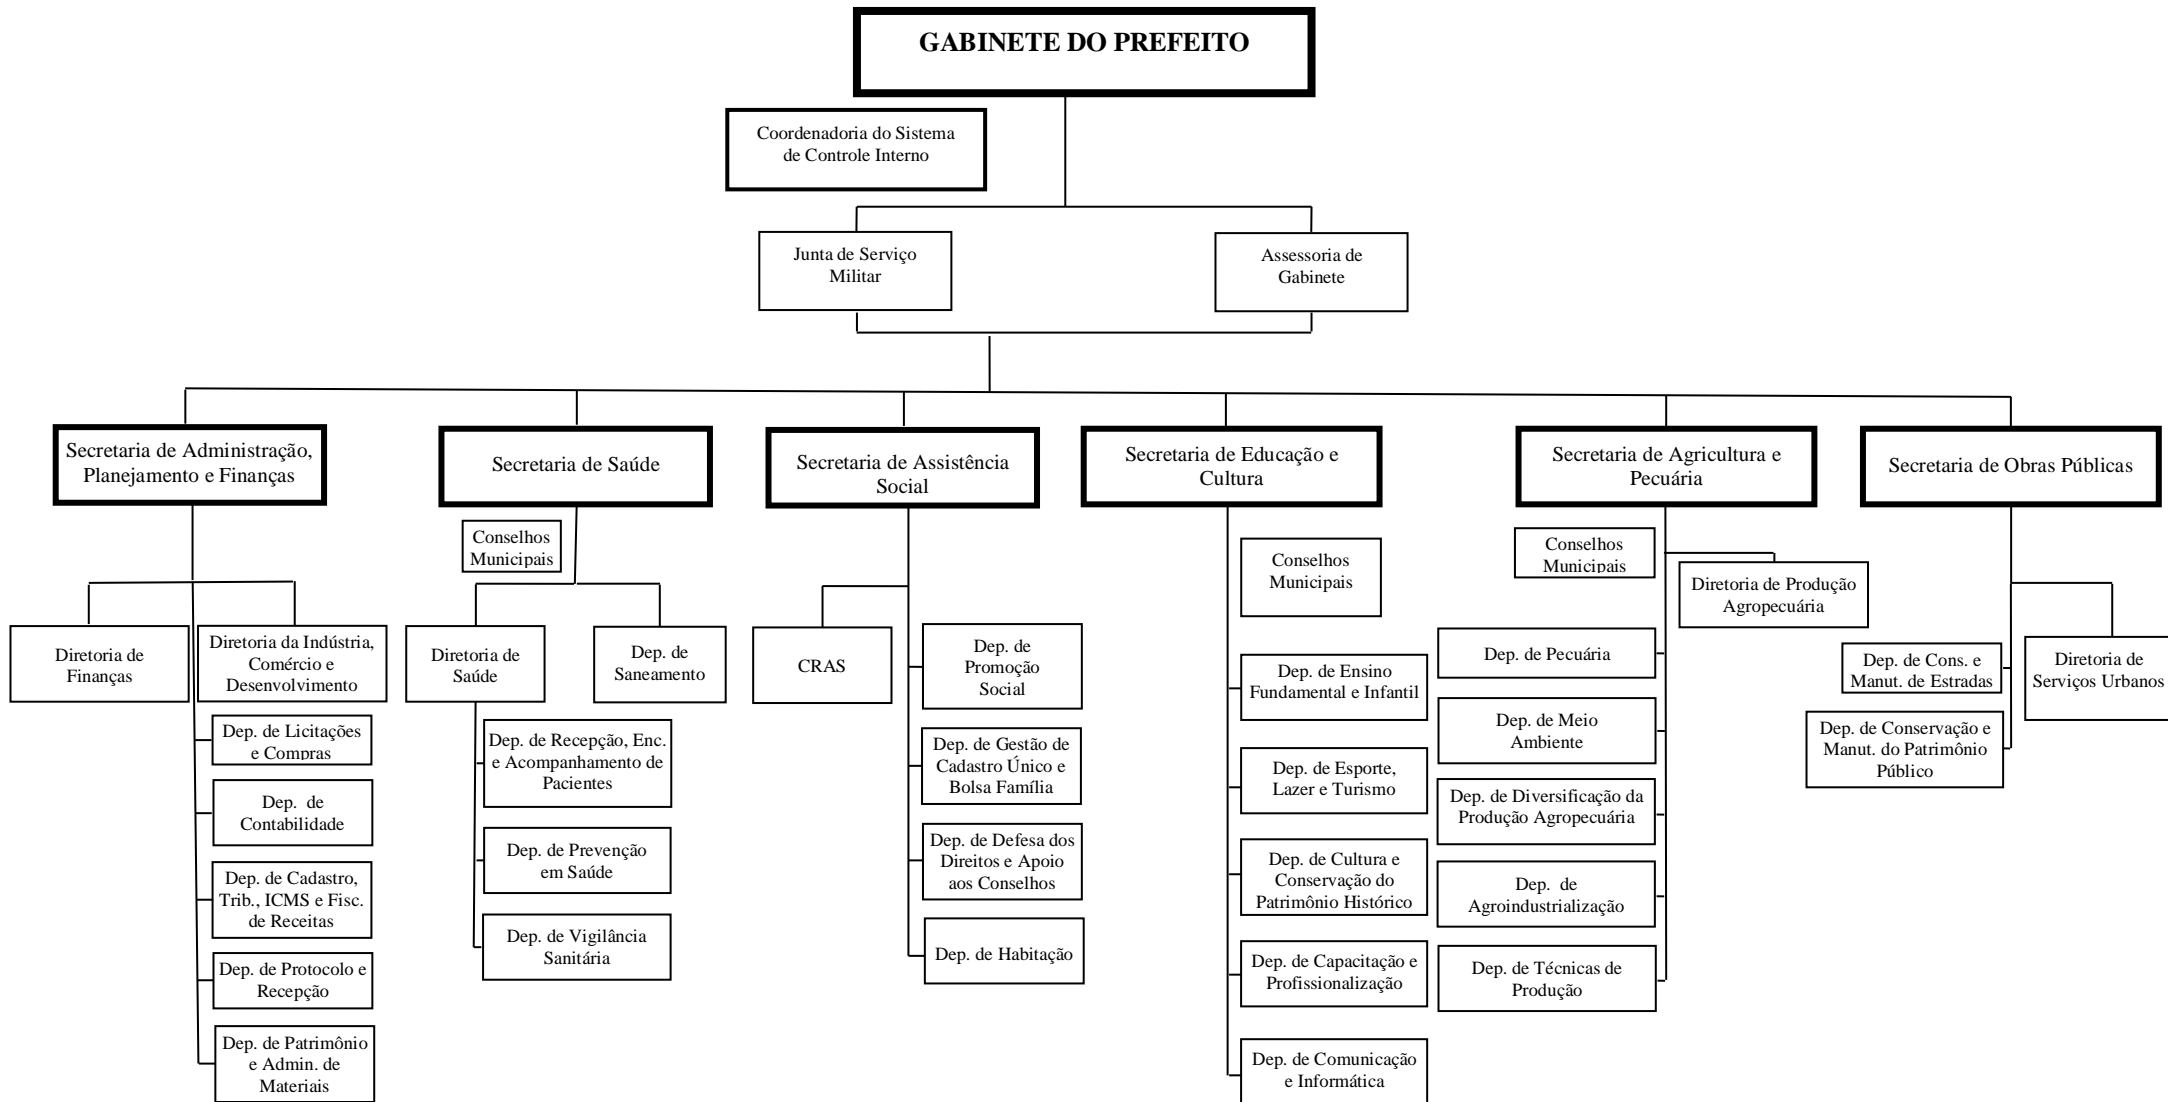 GABINETE DO PREFEITO
Coordenadoria do Sistema
de Controle Interno
Junta de Serviço
Militar
Assessoria de
Gabinete
Secretaria de Administração,
Planejamento e Finanças
Secretaria de Saúde
Secretaria de Assistência
Social
Secretaria de Educação e
Cultura
Secretaria de Agricultura e
Pecuária
Secretaria de Obras Públicas
Diretoria de
Finanças
Diretoria da Indústria,
Comércio e
Desenvolvimento
Dep. de Licitações
e Compras
Dep. de
Contabilidade
Dep. de Cadastro,
Trib., ICMS e Fisc.
de Receitas
Dep. de Protocolo e
Recepção
Dep. de Patrimônio
e Admin. de
Materiais
Conselhos
Municipais
Diretoria de
Saúde
Dep. de
Saneamento
Dep. de Recepção, Enc.
e Acompanhamento de
Pacientes
Dep. de Prevenção
em Saúde
Dep. de Vigilância
Sanitária
CRAS
Dep. de
Promoção
Social
Dep. de Gestão de
Cadastro Único e
Bolsa Família
Dep. de Defesa dos
Direitos e Apoio
aos Conselhos
Dep. de Habitação
Conselhos
Municipais
Dep. de Ensino
Fundamental e Infantil
Dep. de Esporte,
Lazer e Turismo
Dep. de Cultura e
Conservação do
Patrimônio Histórico
Dep. de Capacitação e
Profissionalização
Dep. de Comunicação
e Informática
Conselhos
Municipais
Diretoria de Produção
Agropecuária
Dep. de Pecuária
Dep. de Meio
Ambiente
Dep. de Diversificação da
Produção Agropecuária
Dep. de
Agroindustrialização
Dep. de Técnicas de
Produção
Dep. de Cons. e
Manut. de Estradas
Diretoria de
Serviços Urbanos
Dep. de Conservação e
Manut. do Patrimônio
Público